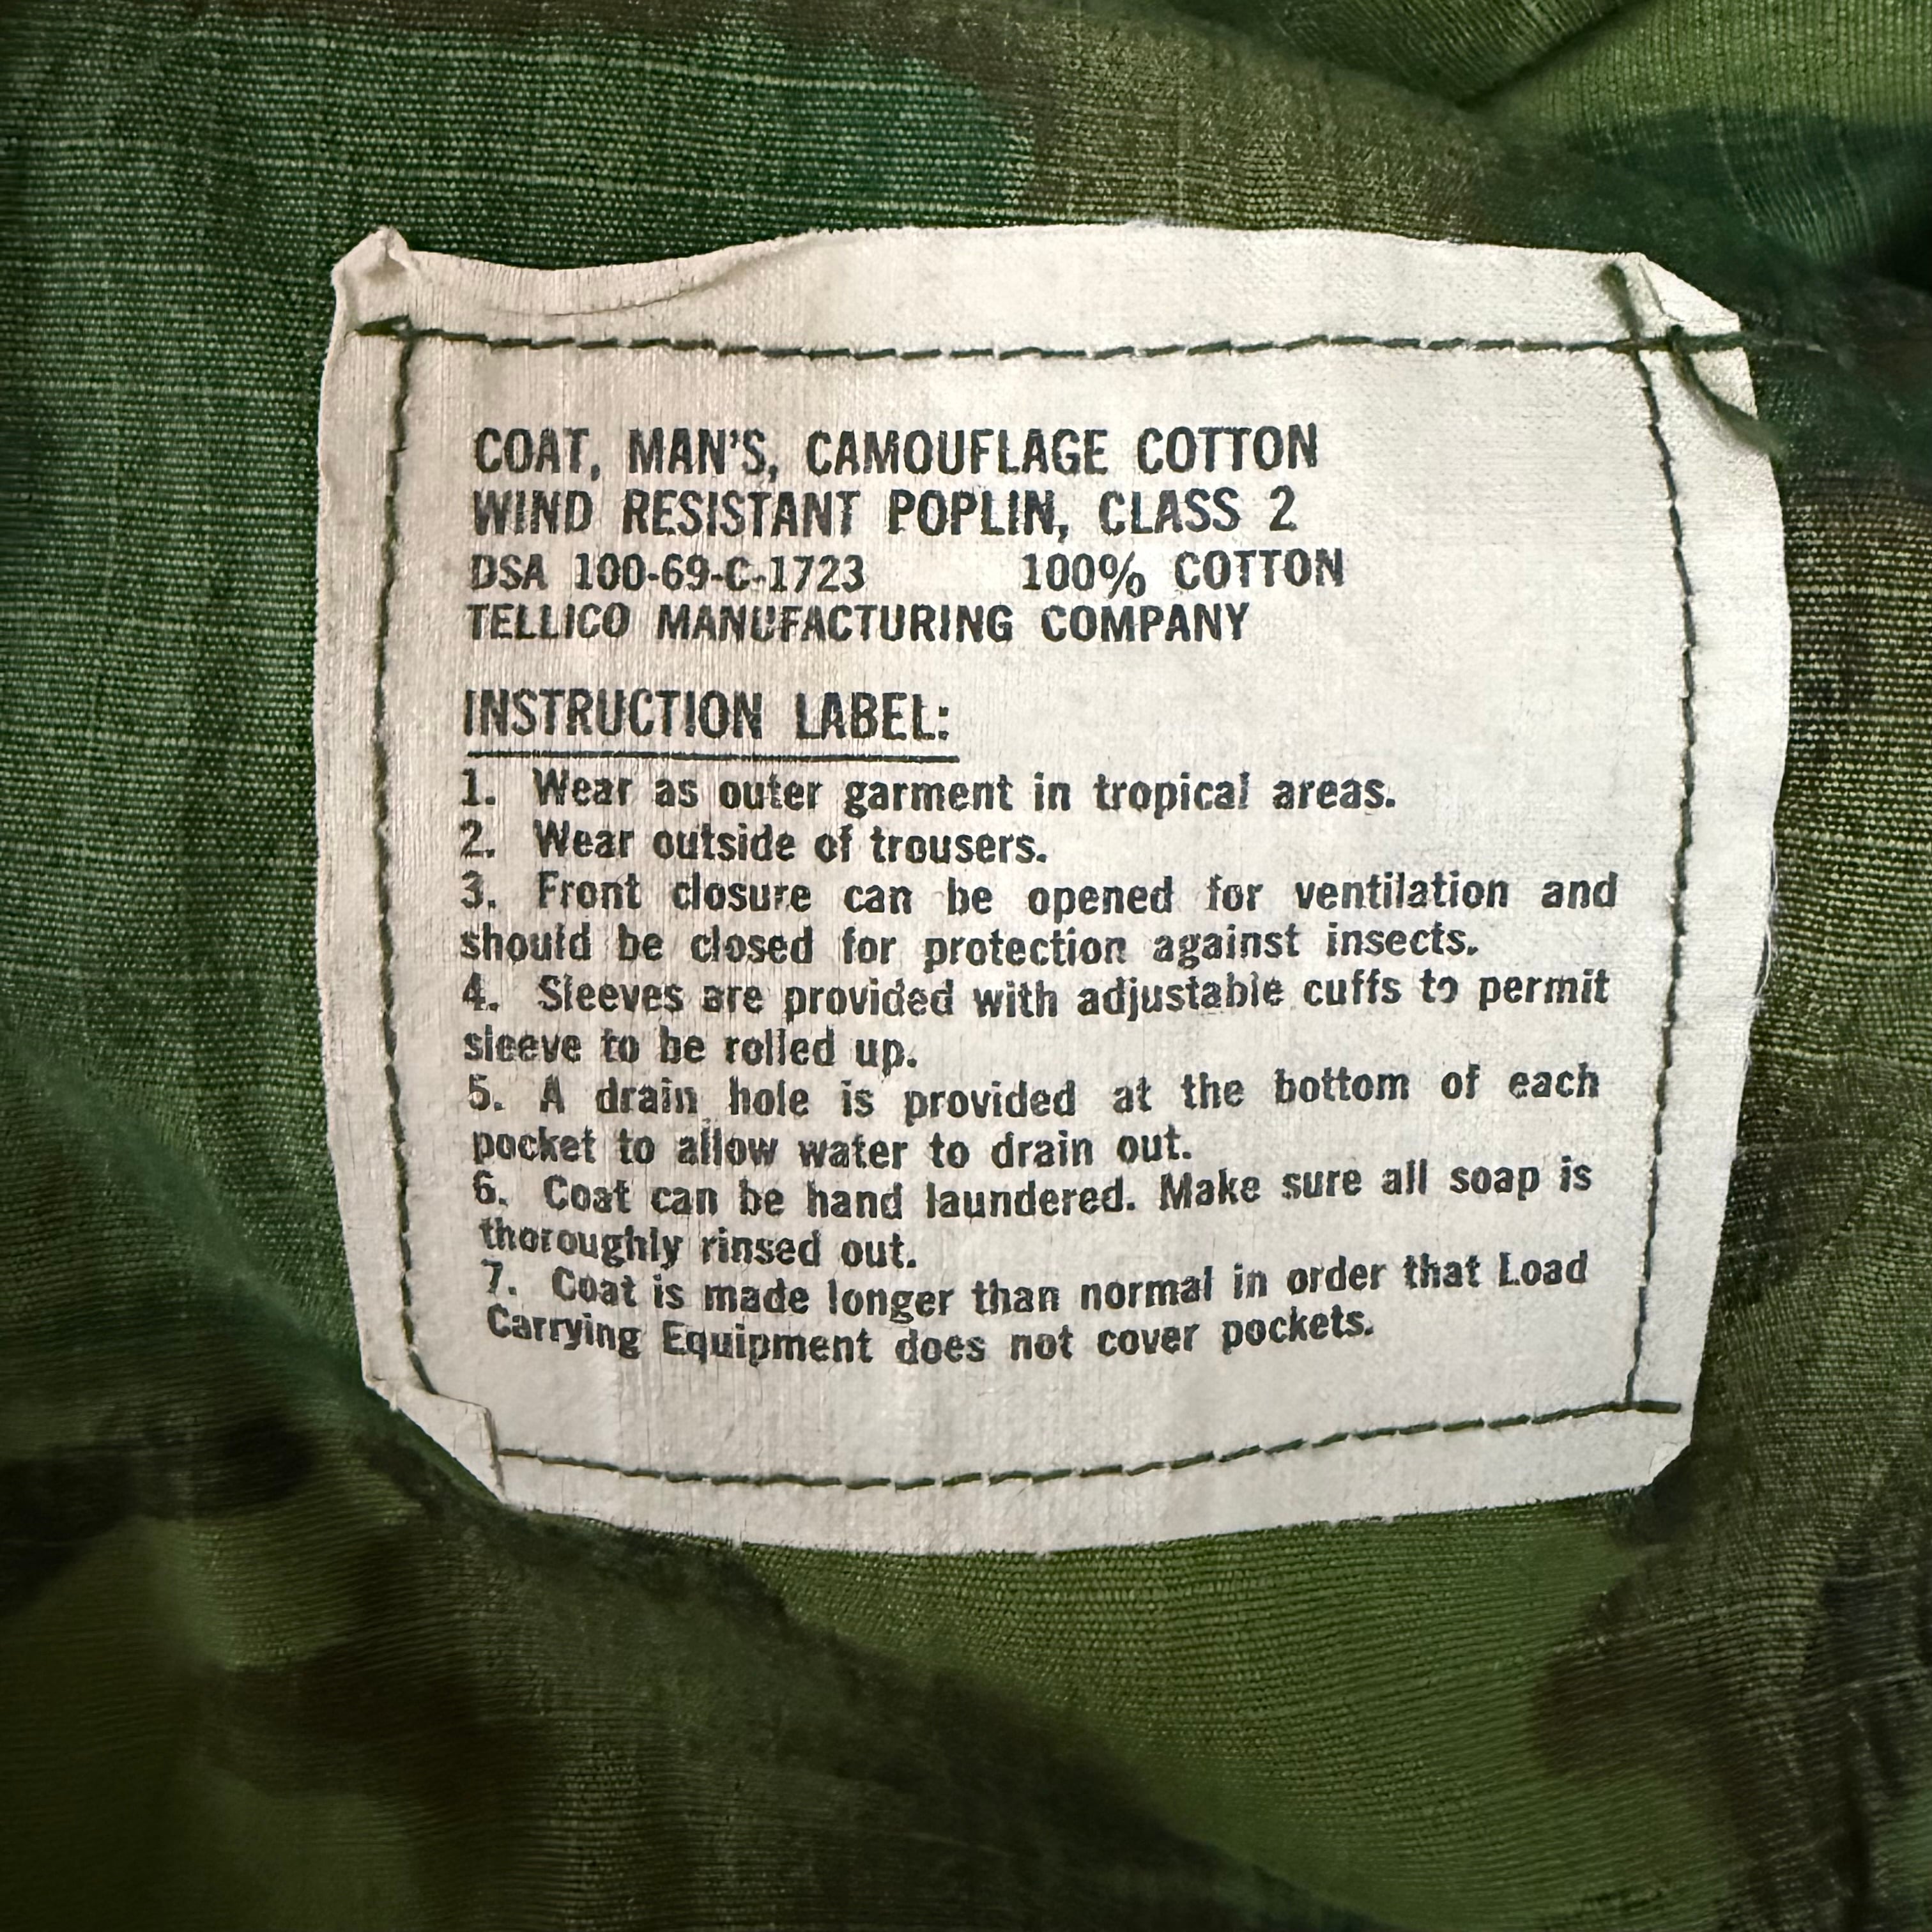 COAT, MAN'S, CAMOUFLAGE COTTON
WIND RESISTANT POPLIN, CLASS 2
DSA 100-69-C-1723 100% COTTON
TELLICO MANUFACTURING COMPANY
INSTRUCTION LABEL:
1. Wear as outer garment in tropical areas.
2. Wear outside of trousers.
3. Front closure can be opened for ventilation and
should be closed for protection against insects.
4. Sleeves are provided with adjustable cuffs to permit
sleeve to be rolled up.
5. A drain hole is provided at the bottom of each
pocket to allow water to drain out.
6. Coat can be hand laundered. Make sure all soap is
thoroughly rinsed out.
7. Coat is made longer than normal in order that Load
Carrying Equipment does not cover pockets.